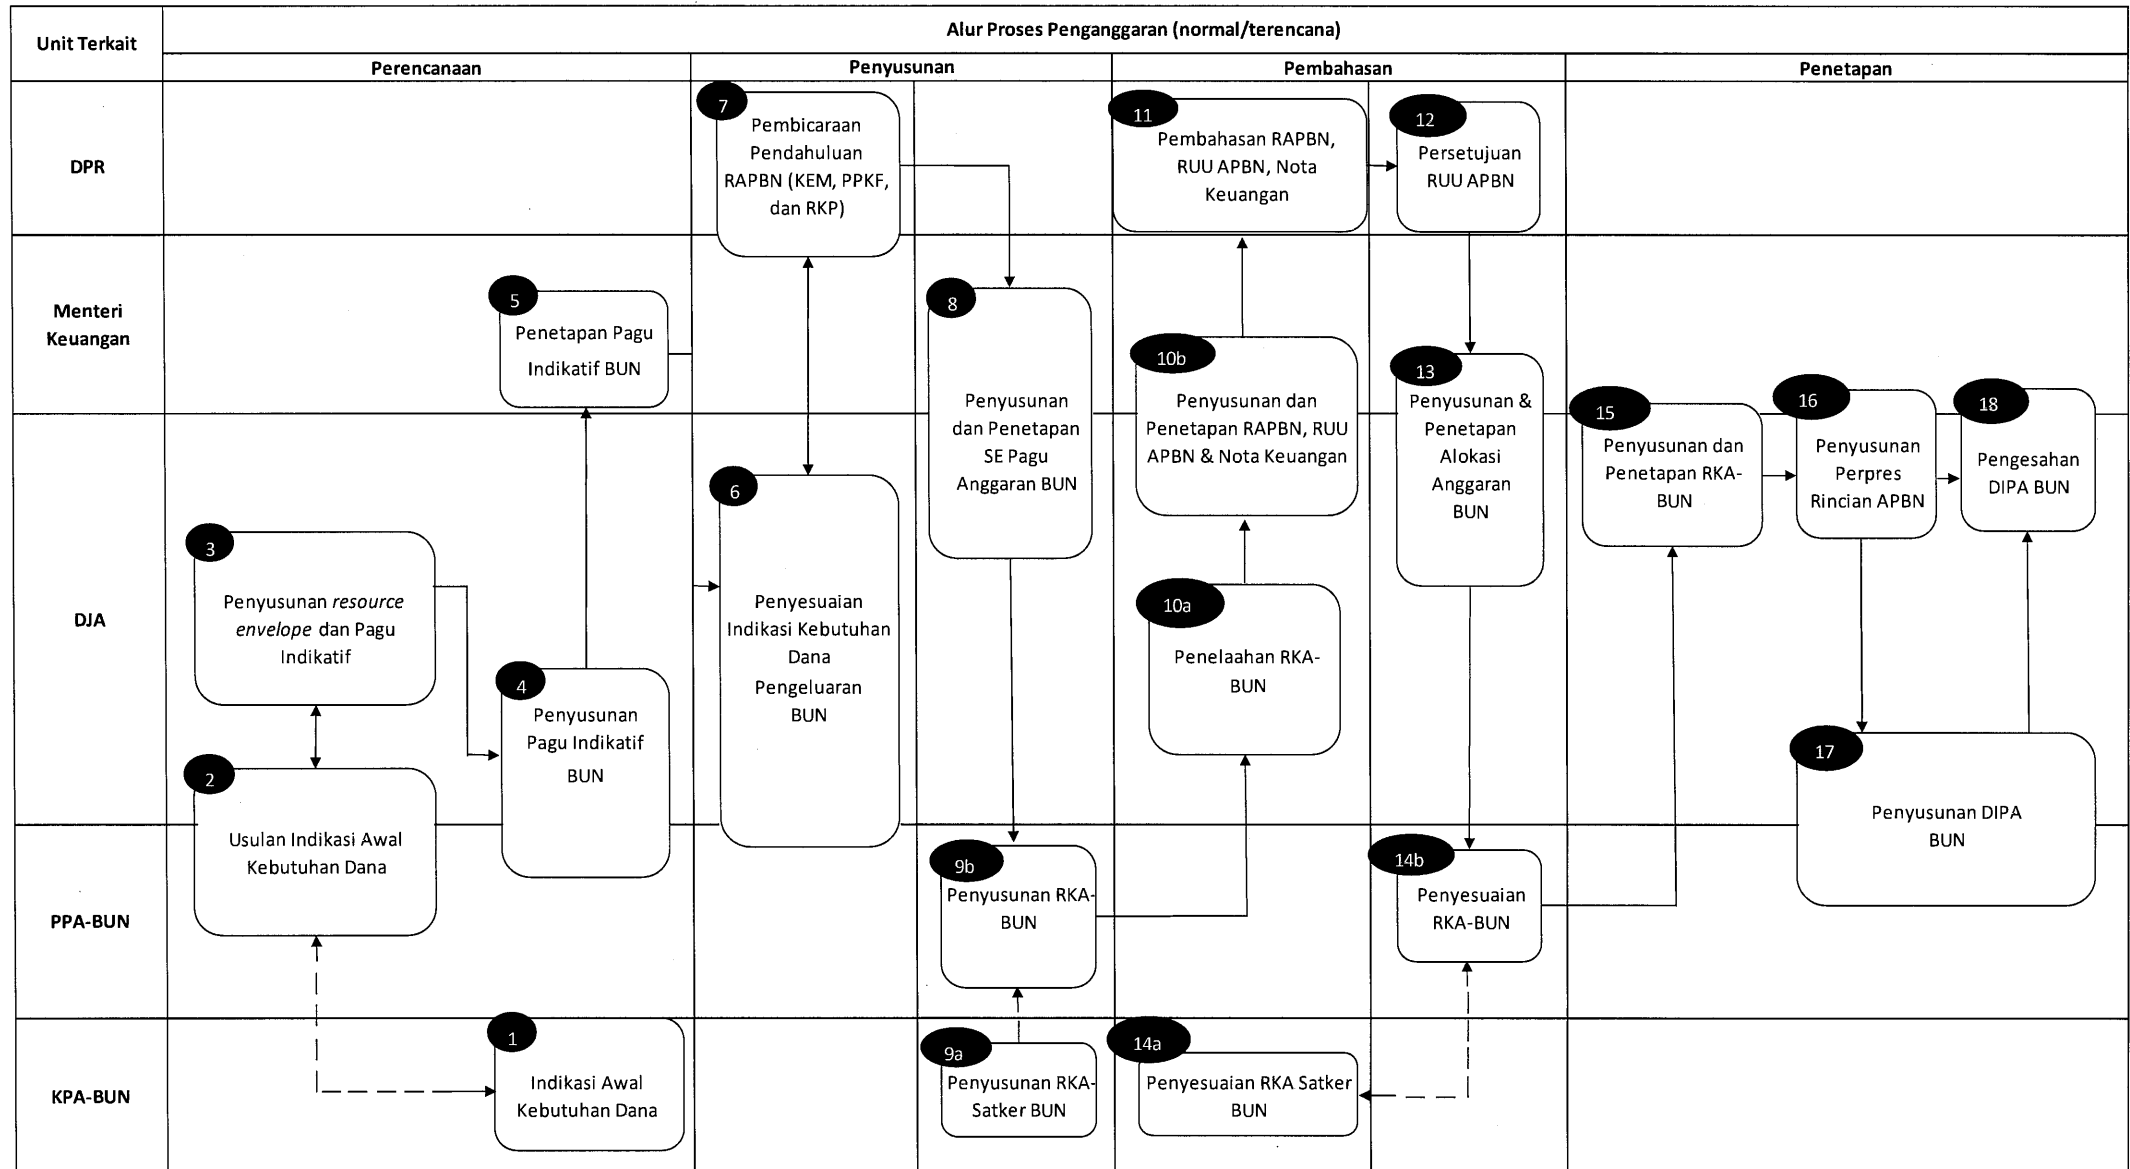 Unit Terkait
Alur Proses Penganggaran (normal/terencana)
Perencanaan
Penyusunan
Pembahasan
Penetapan
DPR
7
Pembicaraan
Pendahuluan
RAPBN (KEM, PPKF,
dan RKP)
11
Pembahasan RAPBN,
RUU APBN, Nota
Keuangan
12
Persetujuan
RUU APBN
Menteri
Keuangan
5
Penetapan Pagu
Indikatif BUN
8
Penyusunan
dan Penetapan
SE Pagu
Anggaran BUN
10b
Penyusunan dan
Penetapan RAPBN, RUU
APBN & Nota Keuangan
13
Penyusunan &
Penetapan
Alokasi
Anggaran
BUN
15
Penyusunan dan
Penetapan RKA-
BUN
16
Penyusunan
Perpres
Rincian APBN
18
Pengesahan
DIPA BUN
DJA
3
Penyusunan resource
envelope dan Pagu
Indikatif
4
Penyusunan
Pagu Indikatif
BUN
6
Penyesuaian
Indikasi Kebutuhan
Dana
Pengeluaran
BUN
10a
Penelaahan RKA-
BUN
17
Penyusunan DIPA
BUN
2
Usulan Indikasi Awal
Kebutuhan Dana
PPA-BUN
9b
Penyusunan RKA-
BUN
14b
Penyesuaian
RKA-BUN
KPA-BUN
1
Indikasi Awal
Kebutuhan Dana
9a
Penyusunan RKA-
Satker BUN
14a
Penyesuaian RKA Satker
BUN